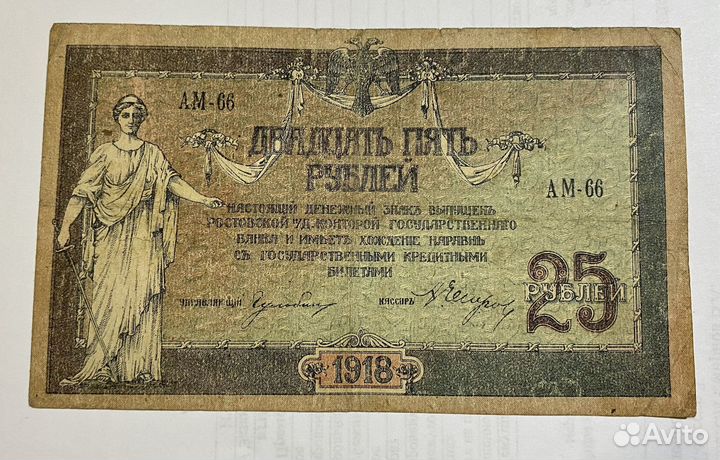 АМ-66
ДВАДЦАТЬ ПЯТЬ
РУБЛЕЙ
АМ-66
НАСТОЯЩІЙ ДЕНЕЖНЫЙ ЗНАКЪ ВЫПУЩЕНЪ
РОСТОВСКОЙ н/Д. КОНТОРОЙ ГОСУДАРСТВЕННАГО
БАНКА И ИМѢЕТЪ ХОЖДЕНІЕ НАРАВНѢ
СЪ ГОСУДАРСТВЕННЫМИ КРЕДИТНЫМИ
БИЛЕТАМИ
УПРАВЛЯЮЩІЙ
КАССИРЪ
25
РУБЛЕЙ
1918
Avito